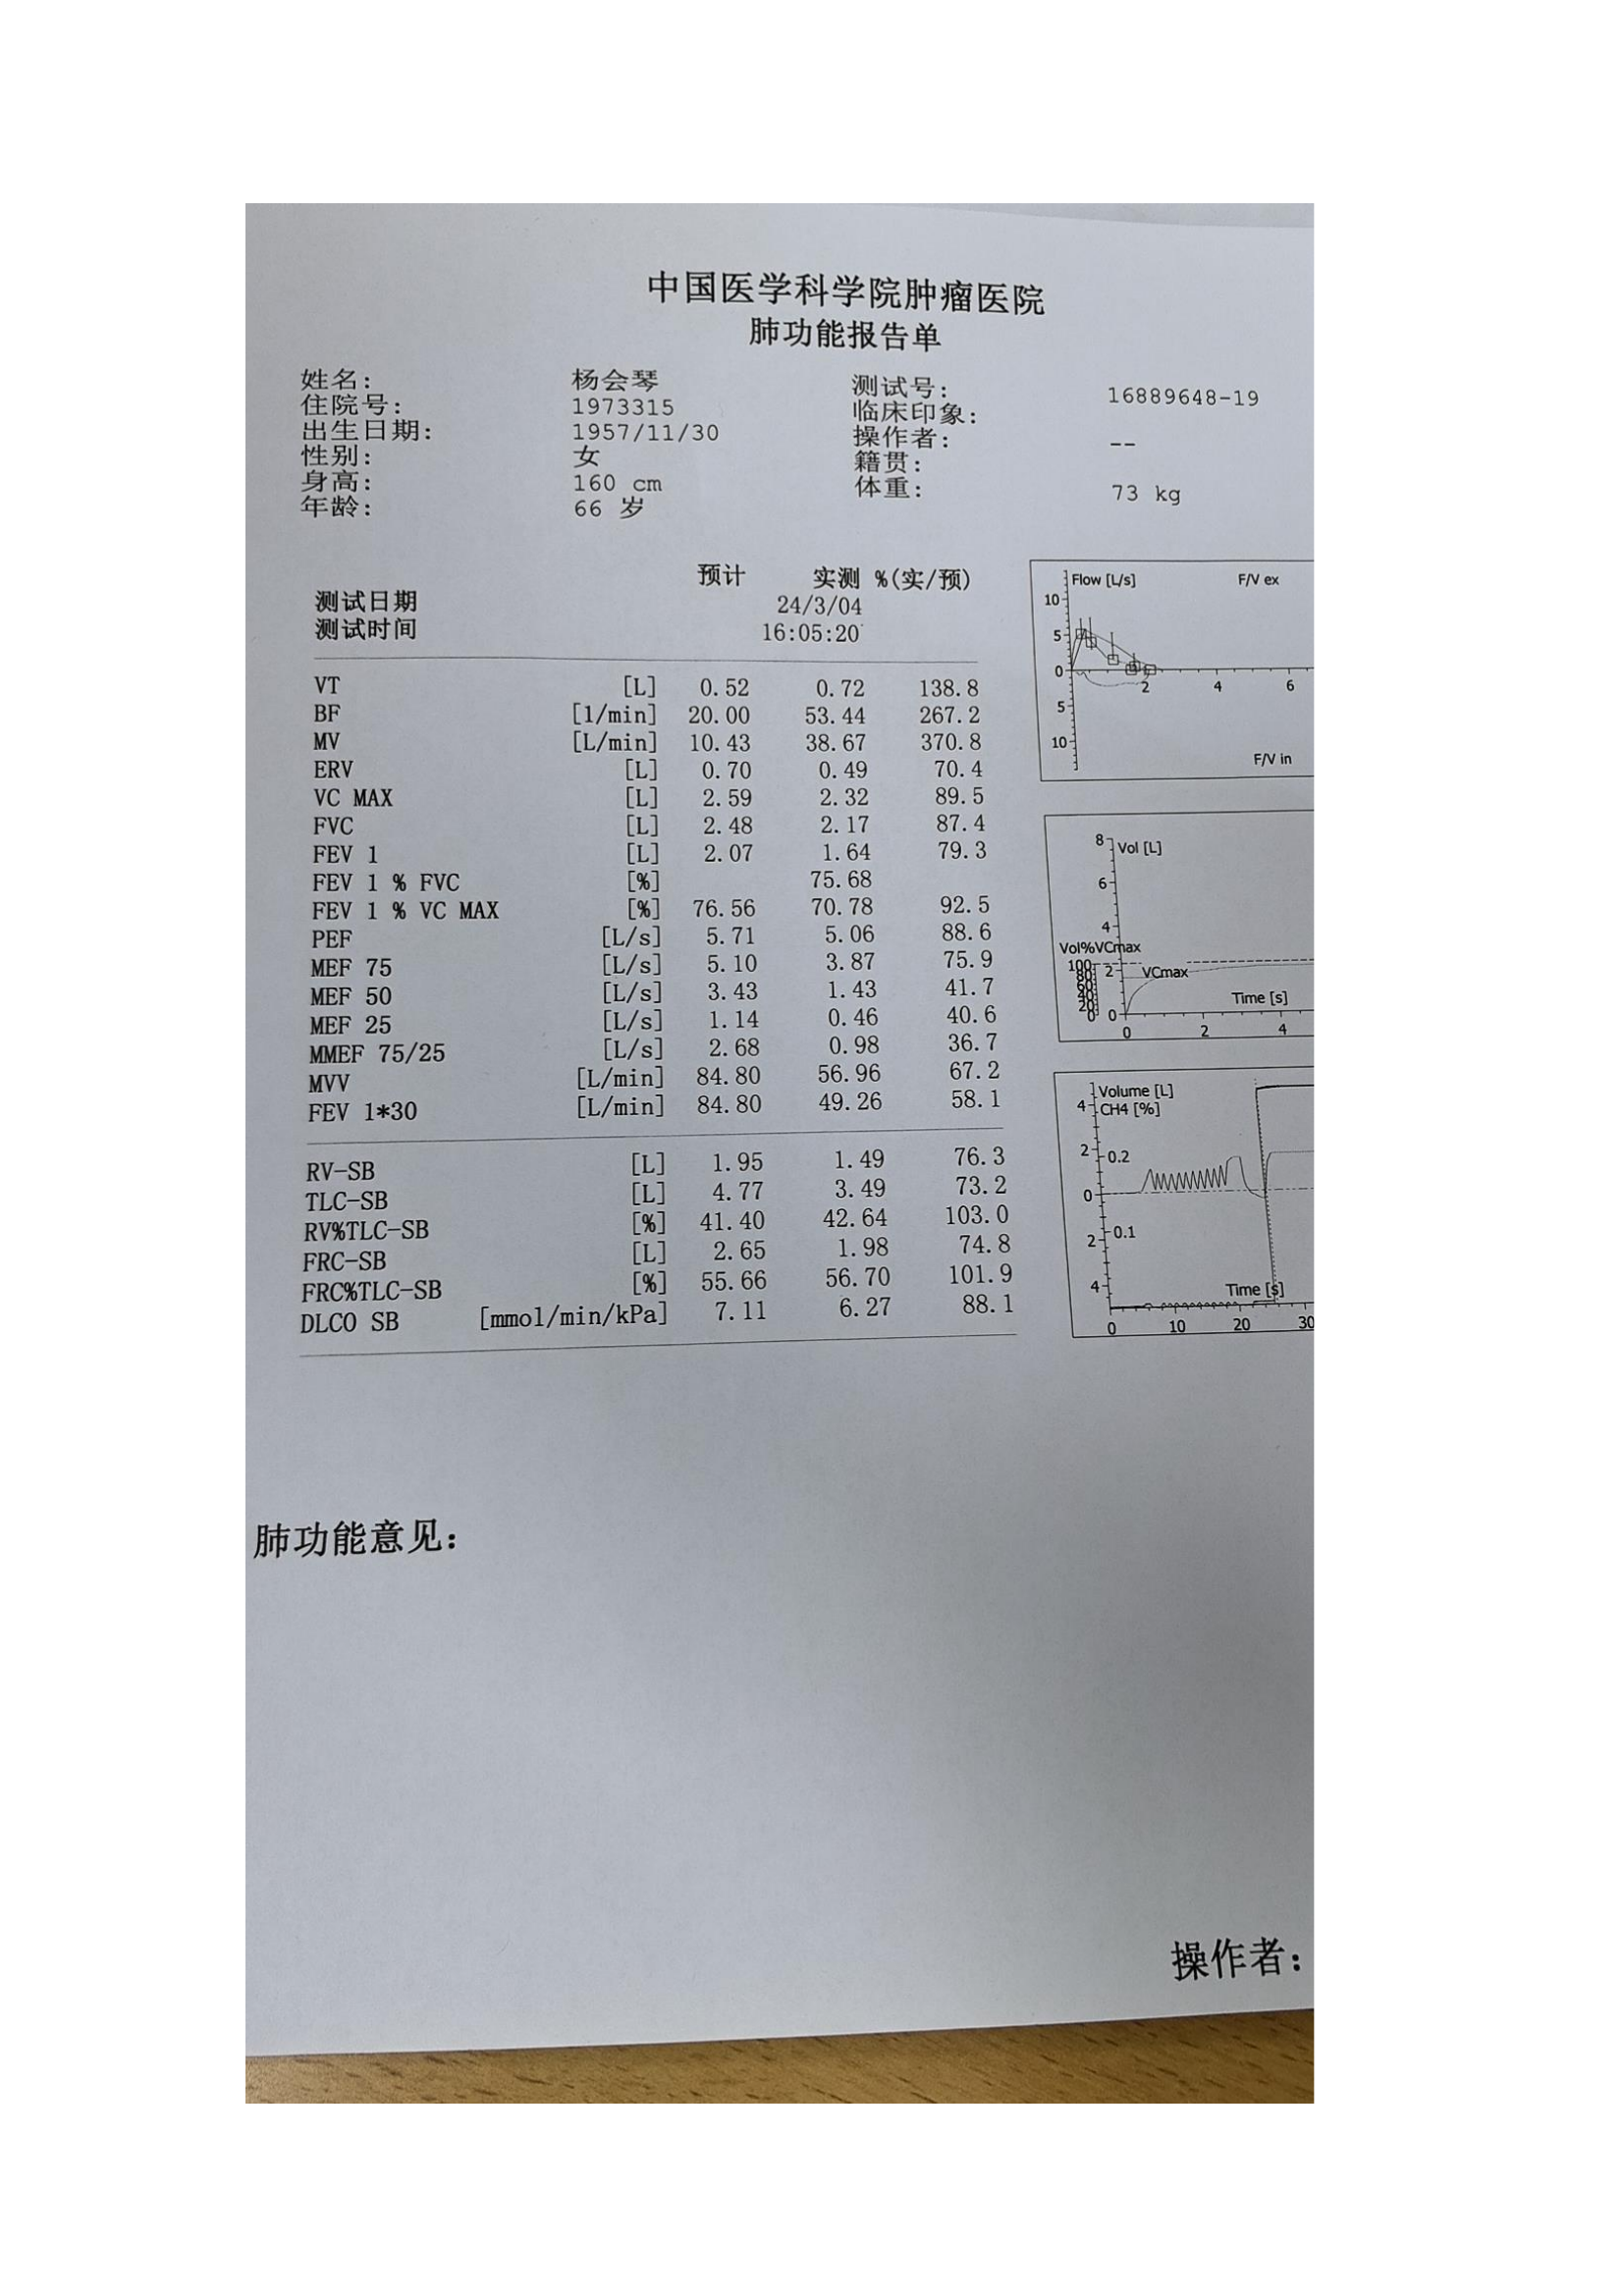 中国医学科学院肿瘤医院
肺功能报告单
姓名: 杨会琴 测试号: 16889648-19
住院号: 1973315 临床印象:
出生日期: 1957/11/30 操作者: --
性别: 女 籍贯:
身高: 160 cm 体重: 73 kg
年龄: 66 岁
预计 实测 %(实/预)
测试日期 24/3/04
测试时间 16:05:20
VT [L] 0.52 0.72 138.8
BF [1/min] 20.00 53.44 267.2
MV [L/min] 10.43 38.67 370.8
ERV [L] 0.70 0.49 70.4
VC MAX [L] 2.59 2.32 89.5
FVC [L] 2.48 2.17 87.4
FEV 1 [L] 2.07 1.64 79.3
FEV 1 % FVC [%] 75.68
FEV 1 % VC MAX [%] 76.56 70.78 92.5
PEF [L/s] 5.71 5.06 88.6
MEF 75 [L/s] 5.10 3.87 75.9
MEF 50 [L/s] 3.43 1.43 41.7
MEF 25 [L/s] 1.14 0.46 40.6
MMEF 75/25 [L/s] 2.68 0.98 36.7
MVV [L/min] 84.80 56.96 67.2
FEV 1*30 [L/min] 84.80 49.26 58.1
RV-SB [L] 1.95 1.49 76.3
TLC-SB [L] 4.77 3.49 73.2
RV%TLC-SB [%] 41.40 42.64 103.0
FRC-SB [L] 2.65 1.98 74.8
FRC%TLC-SB [%] 55.66 56.70 101.9
DLCO SB [mmol/min/kPa] 7.11 6.27 88.1
Flow [L/s] F/V ex
10
5
0
2 4 6
5
10
F/V in
8 Vol [L]
6
4
Vol%VCmax
100 2 VCmax
80
60
40
20
0 0 Time [s]
0 2 4
Volume [L]
4 CH4 [%]
2 0.2
0
2 0.1
4 Time [s]
0 10 20 30
肺功能意见:
操作者: